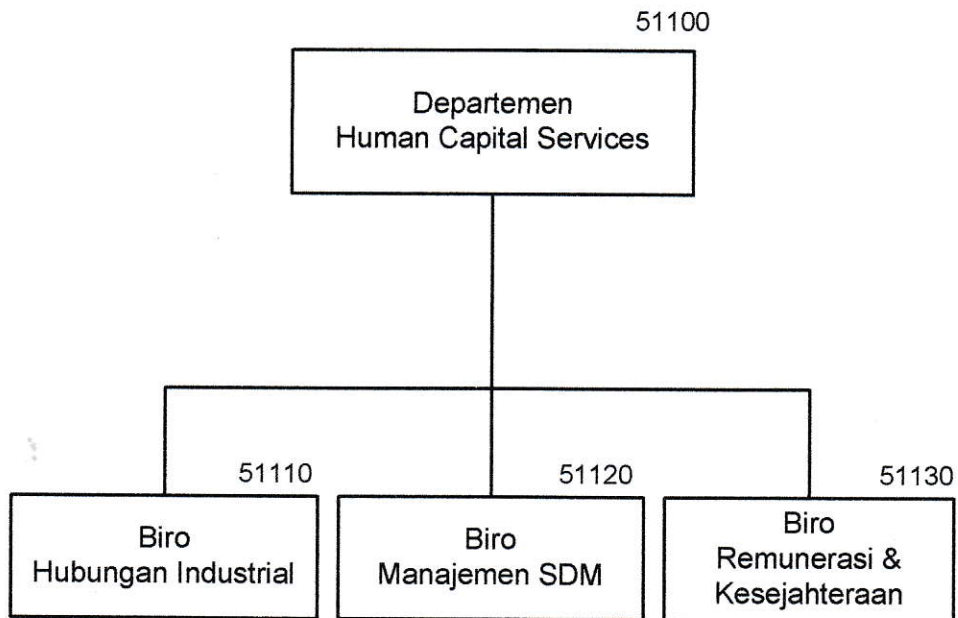 51100
Departemen
Human Capital Services
51110
Biro
Hubungan Industrial
51120
Biro
Manajemen SDM
51130
Biro
Remunerasi &
Kesejahteraan